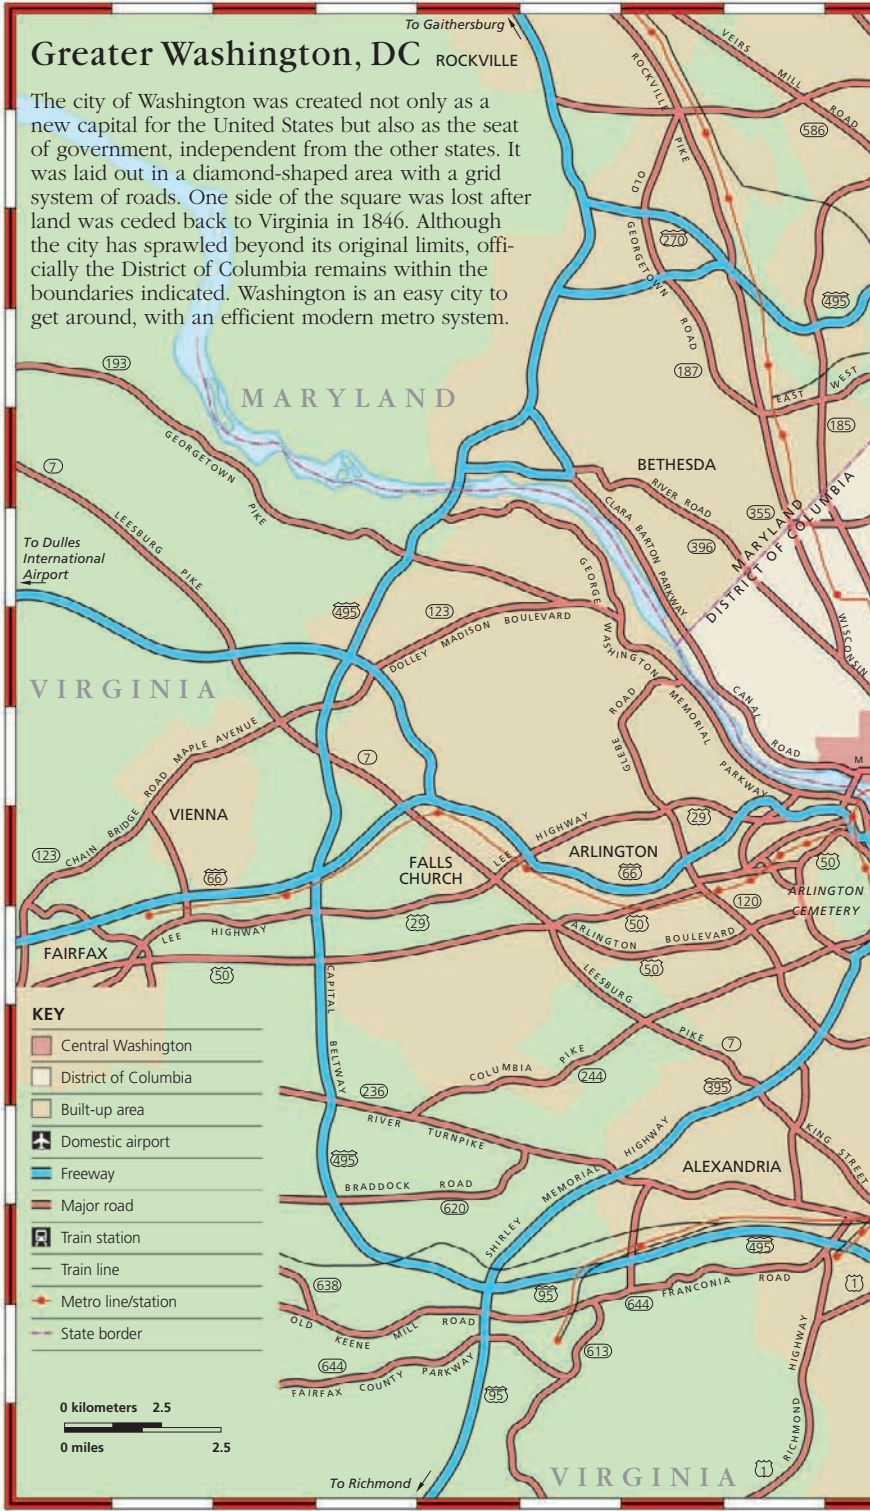 To Gaithersburg
Greater Washington, DC
ROCKVILLE
The city of Washington was created not only as a
new capital for the United States but also as the seat
of government, independent from the other states. It
was laid out in a diamond-shaped area with a grid
system of roads. One side of the square was lost after
land was ceded back to Virginia in 1846. Although
the city has sprawled beyond its original limits, offi-
cially the District of Columbia remains within the
boundaries indicated. Washington is an easy city to
get around, with an efficient modern metro system.
VEIRS MILL ROAD
ROCKVILLE PIKE
586
OLD GEORGETOWN ROAD
270
495
193
MARYLAND
187
EAST WEST
185
GEORGETOWN PIKE
7
LEESBURG PIKE
BETHESDA
RIVER ROAD
355
MARYLAND
DISTRICT OF COLUMBIA
CLARA BARTON PARKWAY
396
To Dulles
International
Airport
495
123
DOLLEY MADISON BOULEVARD
GEORGE WASHINGTON MEMORIAL PARKWAY
WISCONSIN
VIRGINIA
GLEBE ROAD
CANAL ROAD
M
MAPLE AVENUE
7
CHAIN BRIDGE ROAD
VIENNA
123
66
FALLS
CHURCH
LEE HIGHWAY
29
ARLINGTON
66
50
120
ARLINGTON
CEMETERY
LEE HIGHWAY
29
50
ARLINGTON BOULEVARD
50
FAIRFAX
50
CAPITAL BELTWAY
LEESBURG PIKE
7
KEY
Central Washington
District of Columbia
Built-up area
Domestic airport
Freeway
Major road
Train station
Train line
Metro line/station
State border
COLUMBIA PIKE
244
395
236
RIVER TURNPIKE
KING STREET
495
BRADDOCK ROAD
620
SHIRLEY MEMORIAL HIGHWAY
ALEXANDRIA
495
95
638
644
FRANCONIA ROAD
1
OLD KEENE MILL ROAD
613
644
FAIRFAX COUNTY PARKWAY
95
RICHMOND HIGHWAY
1
0 kilometers 2.5
0 miles 2.5
To Richmond
VIRGINIA